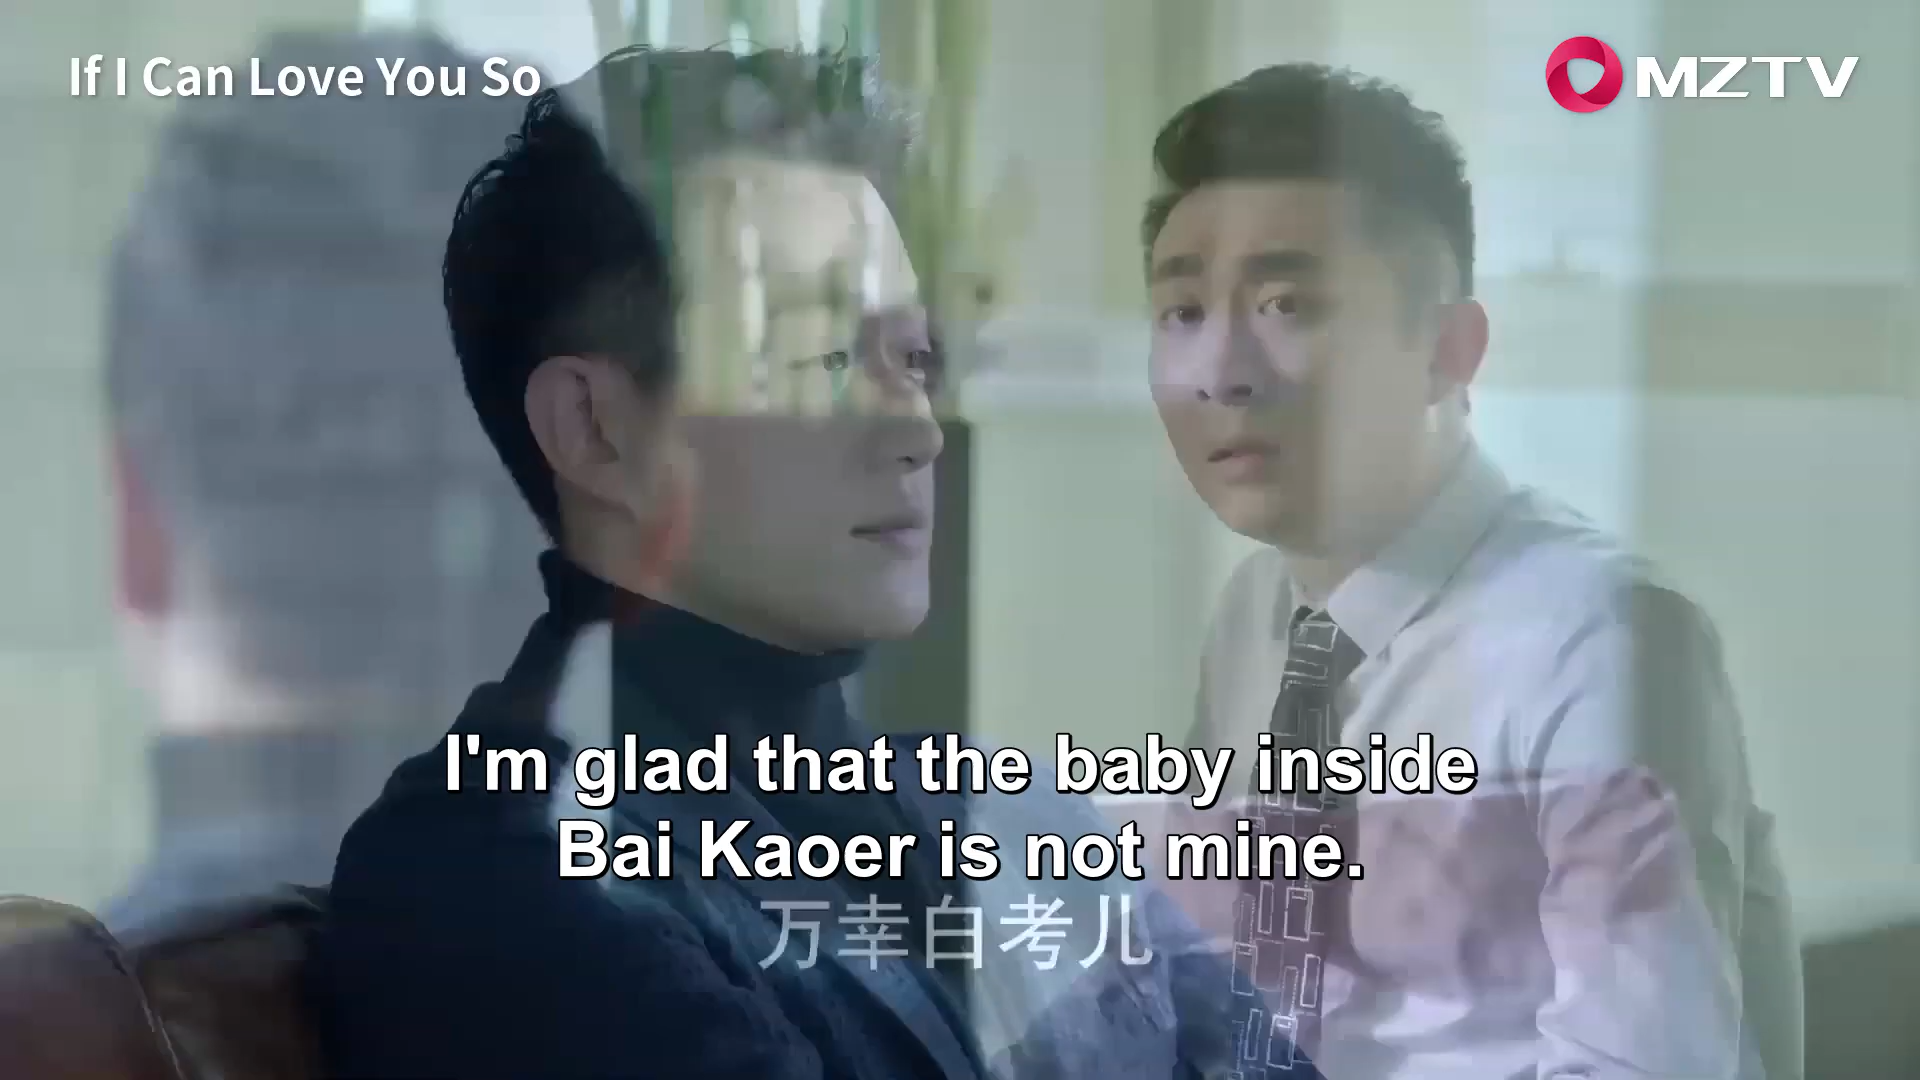 If I Can Love You So
MZTV
I'm glad that the baby inside
Bai Kaoer is not mine.
万幸白考儿